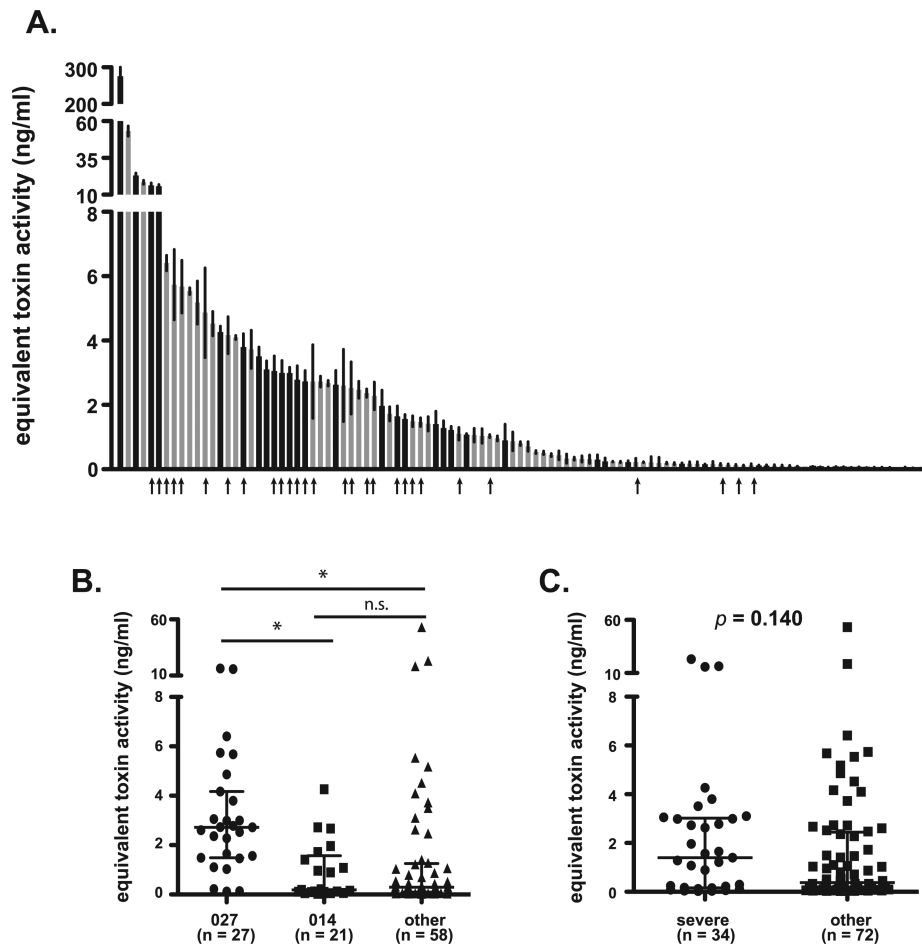 A.
equivalent toxin activity (ng/ml)
300
200
60
35
10
8
6
4
2
0
B.
equivalent toxin activity (ng/ml)
60
10
8
6
4
2
0
*
n.s.
*
027
(n = 27)
014
(n = 21)
other
(n = 58)
C.
equivalent toxin activity (ng/ml)
60
10
8
6
4
2
0
p = 0.140
severe
(n = 34)
other
(n = 72)